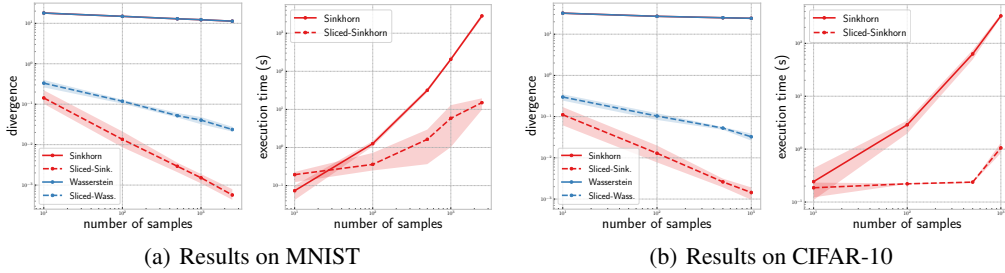 divergence
Sinkhorn
Sliced-Sink.
Wasserstein
Sliced-Wass.
number of samples
execution time (s)
Sinkhorn
Sliced-Sinkhorn
number of samples
(a) Results on MNIST
divergence
Sinkhorn
Sliced-Sink.
Wasserstein
Sliced-Wass.
number of samples
execution time (s)
Sinkhorn
Sliced-Sinkhorn
number of samples
(b) Results on CIFAR-10